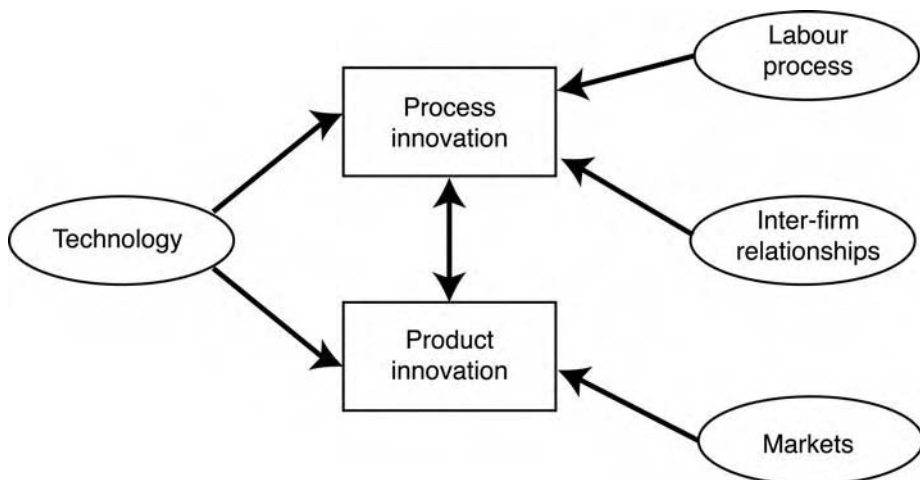 Labour
process
Process
innovation
Technology
Inter-firm
relationships
Product
innovation
Markets